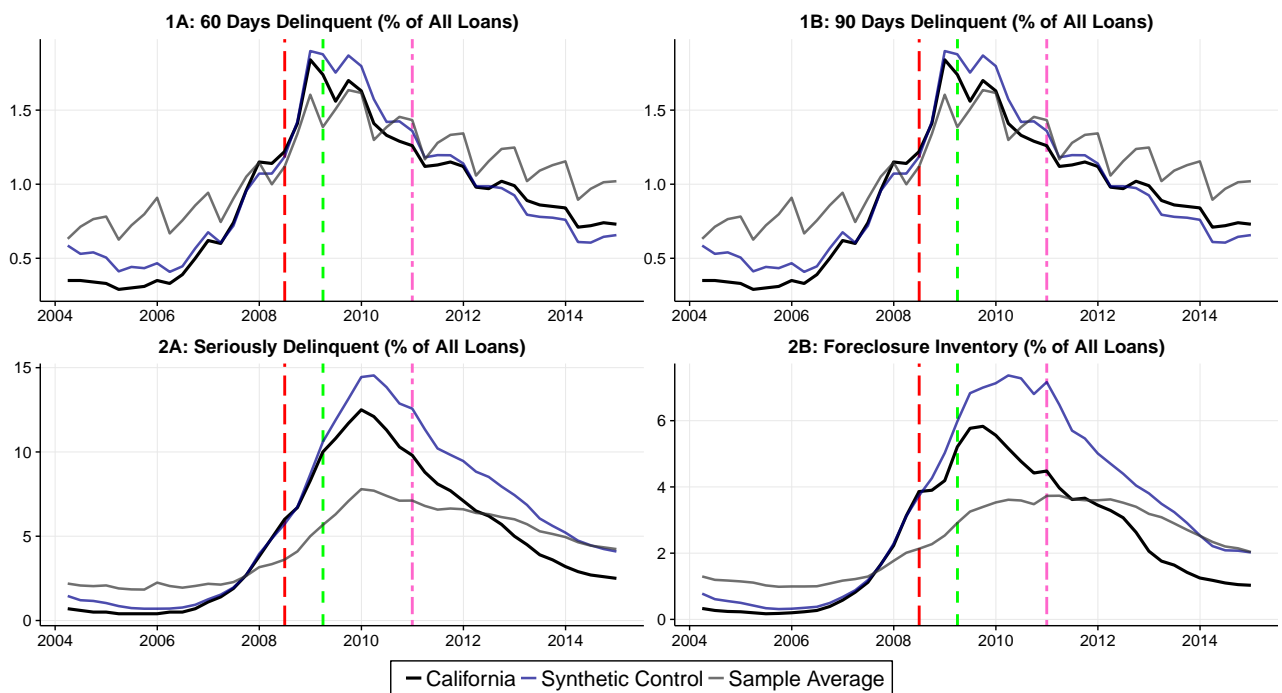 1A: 60 Days Delinquent (% of All Loans)
1.5
1.0
0.5
2004 2006 2008 2010 2012 2014
1B: 90 Days Delinquent (% of All Loans)
1.5
1.0
0.5
2004 2006 2008 2010 2012 2014
2A: Seriously Delinquent (% of All Loans)
15
10
5
0
2004 2006 2008 2010 2012 2014
2B: Foreclosure Inventory (% of All Loans)
6
4
2
0
2004 2006 2008 2010 2012 2014
California Synthetic Control Sample Average